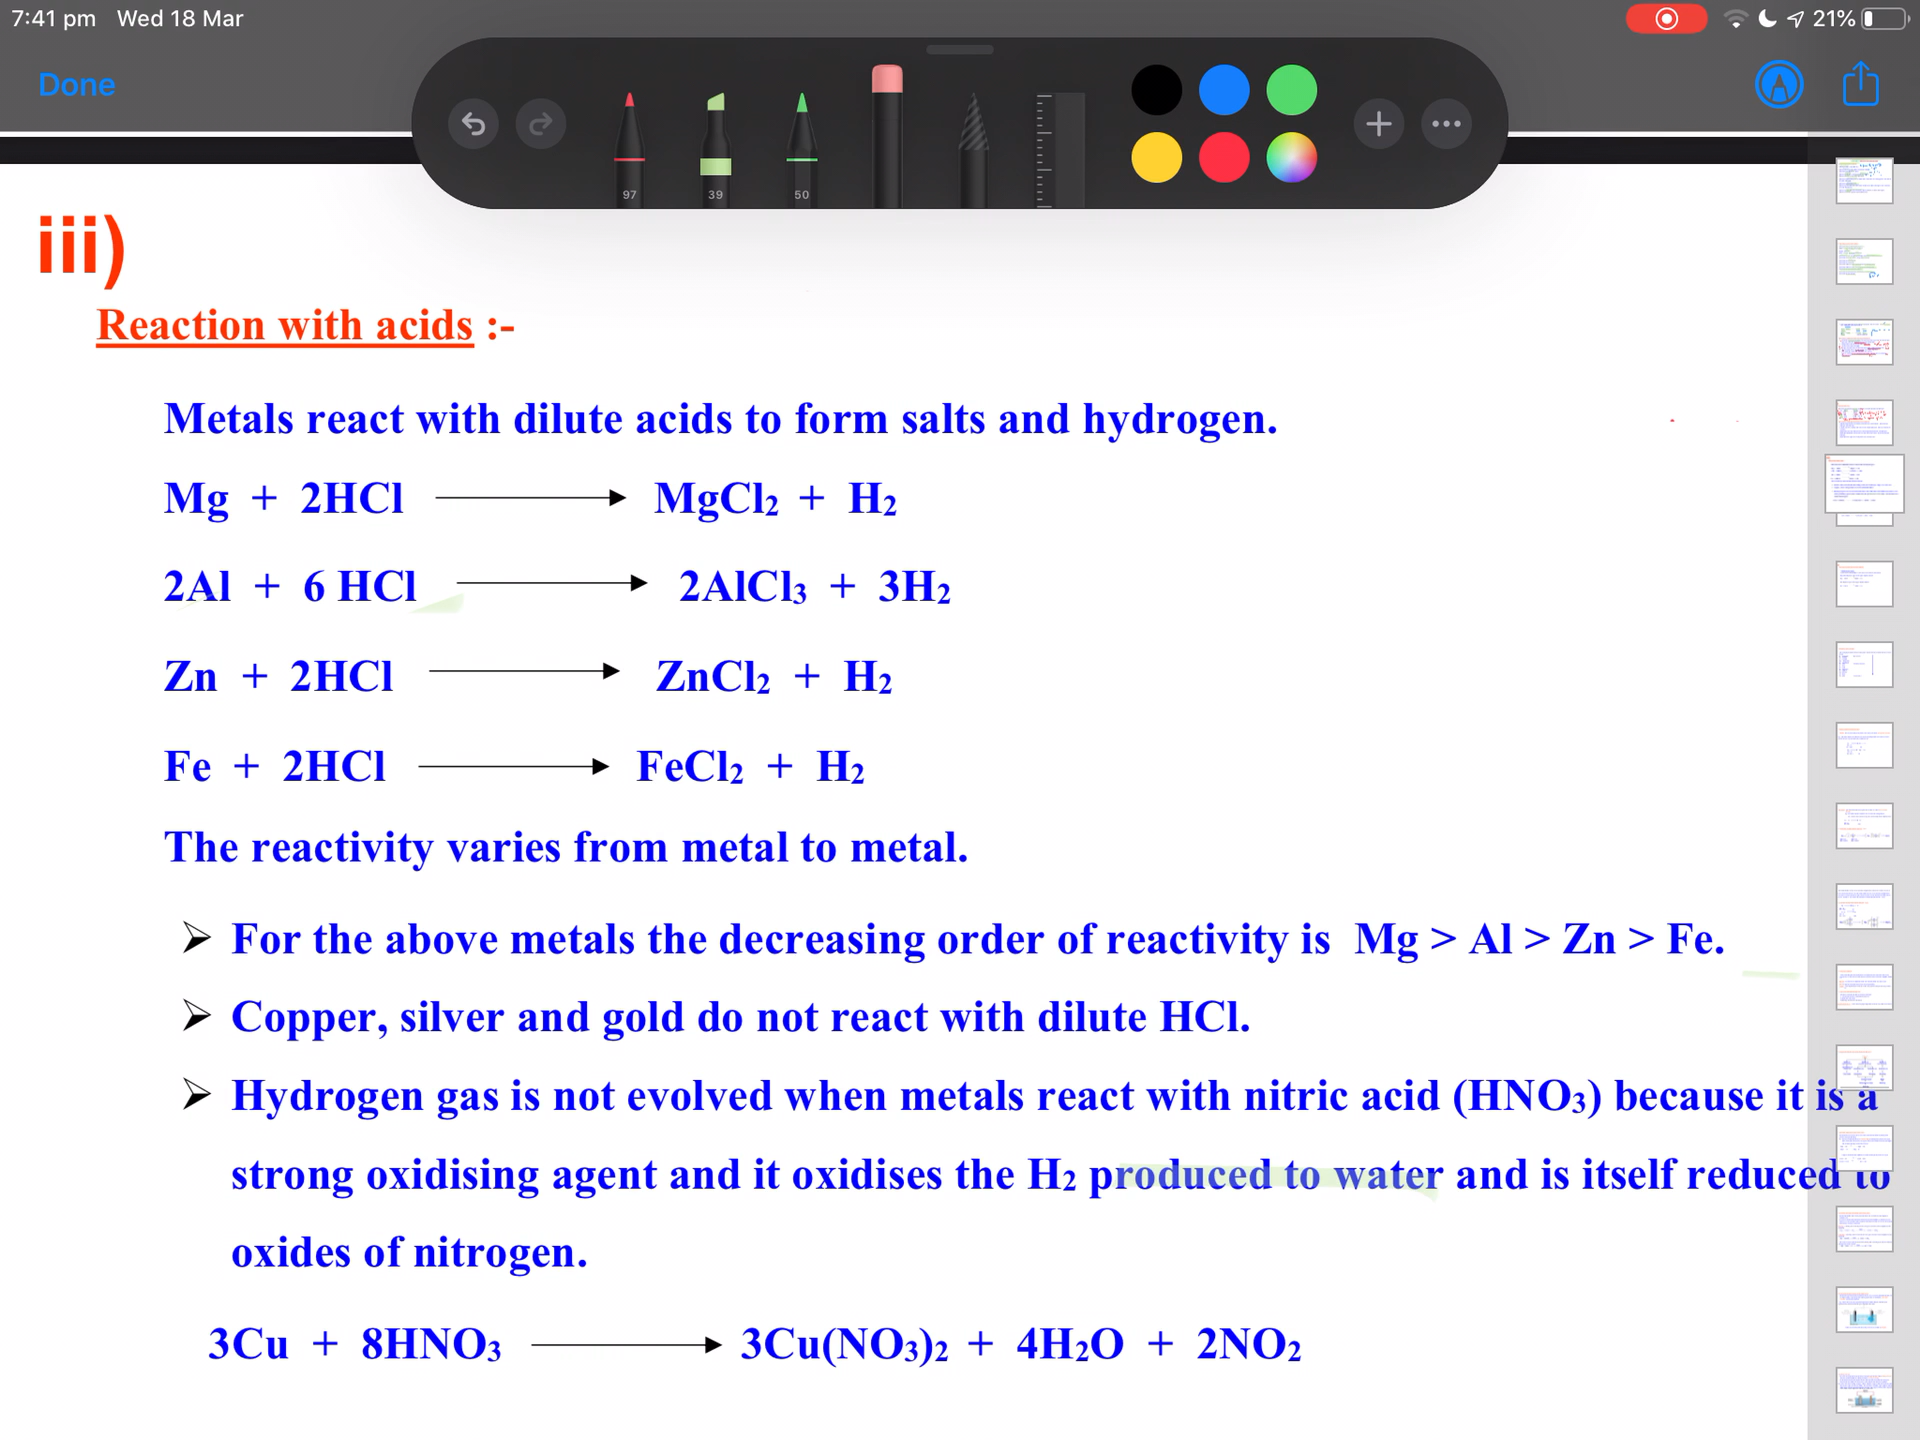 7:41 pm Wed 18 Mar
21%
Done
97 39 50
iii)
Reaction with acids :-
Metals react with dilute acids to form salts and hydrogen.
Mg + 2HCl ⟶ MgCl₂ + H₂
2Al + 6 HCl ⟶ 2AlCl₃ + 3H₂
Zn + 2HCl ⟶ ZnCl₂ + H₂
Fe + 2HCl ⟶ FeCl₂ + H₂
The reactivity varies from metal to metal.
➢ For the above metals the decreasing order of reactivity is Mg > Al > Zn > Fe.
➢ Copper, silver and gold do not react with dilute HCl.
➢ Hydrogen gas is not evolved when metals react with nitric acid (HNO₃) because it is a
strong oxidising agent and it oxidises the H₂ produced to water and is itself reduced to
oxides of nitrogen.
3Cu + 8HNO₃ ⟶ 3Cu(NO₃)₂ + 4H₂O + 2NO₂